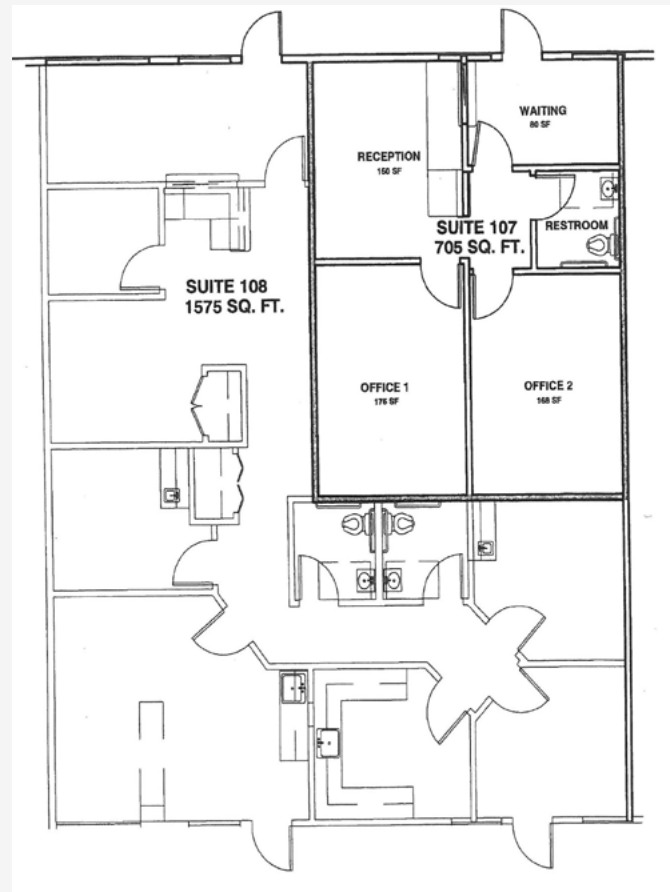 WAITING
80 SF
RECEPTION
160 SF
SUITE 107
705 SQ. FT.
RESTROOM
SUITE 108
1575 SQ. FT.
OFFICE 1
176 SF
OFFICE 2
168 SF